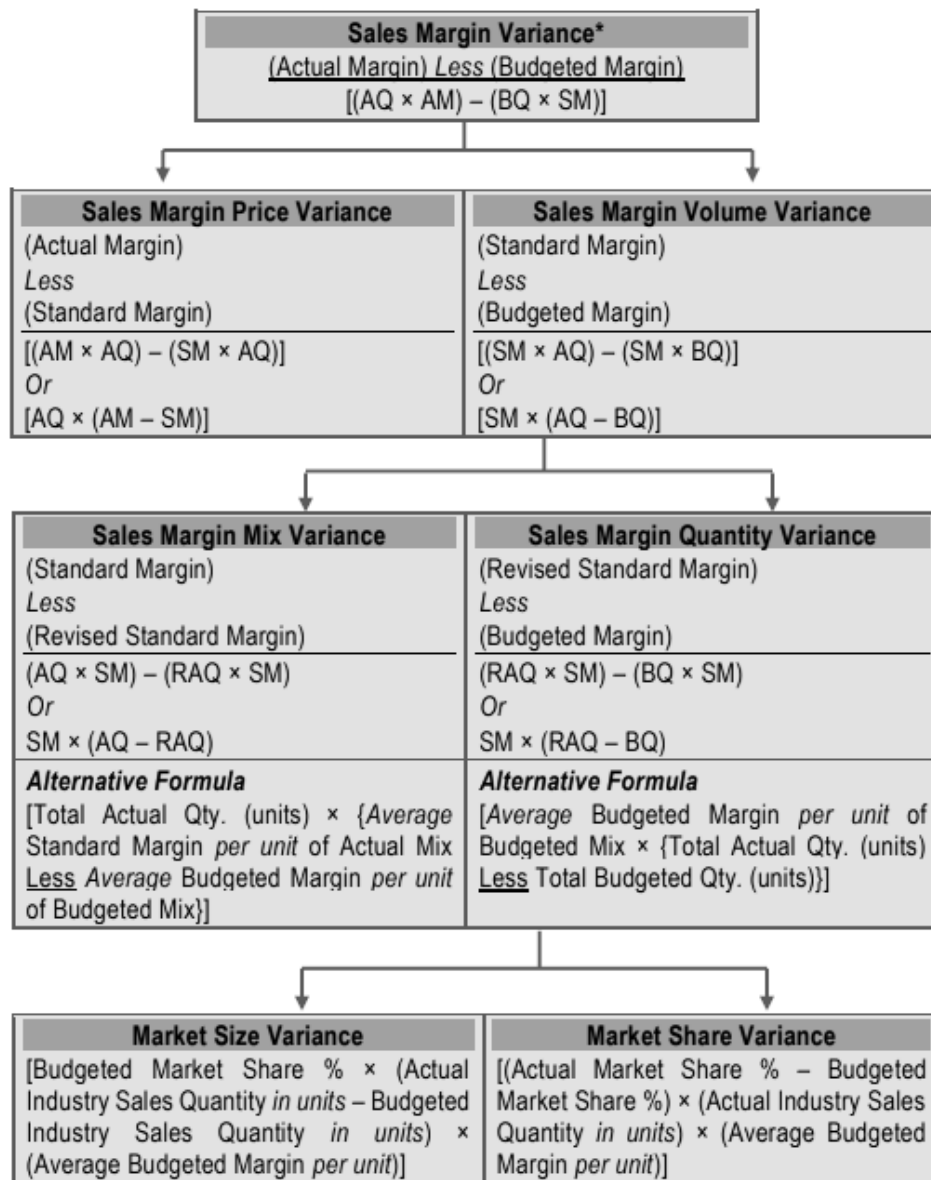 Sales Margin Variance*
(Actual Margin) Less (Budgeted Margin)
[(AQ × AM) – (BQ × SM)]
Sales Margin Price Variance
(Actual Margin)
Less
(Standard Margin)
[(AM × AQ) – (SM × AQ)]
Or
[AQ × (AM – SM)]
Sales Margin Volume Variance
(Standard Margin)
Less
(Budgeted Margin)
[(SM × AQ) – (SM × BQ)]
Or
[SM × (AQ – BQ)]
Sales Margin Mix Variance
(Standard Margin)
Less
(Revised Standard Margin)
(AQ × SM) – (RAQ × SM)
Or
SM × (AQ – RAQ)
Alternative Formula
[Total Actual Qty. (units) × {Average
Standard Margin per unit of Actual Mix
Less Average Budgeted Margin per unit
of Budgeted Mix}]
Sales Margin Quantity Variance
(Revised Standard Margin)
Less
(Budgeted Margin)
(RAQ × SM) – (BQ × SM)
Or
SM × (RAQ – BQ)
Alternative Formula
[Average Budgeted Margin per unit of
Budgeted Mix × {Total Actual Qty. (units)
Less Total Budgeted Qty. (units)}]
Market Size Variance
[Budgeted Market Share % × (Actual
Industry Sales Quantity in units – Budgeted
Industry Sales Quantity in units) ×
(Average Budgeted Margin per unit)]
Market Share Variance
[(Actual Market Share % – Budgeted
Market Share %) × (Actual Industry Sales
Quantity in units) × (Average Budgeted
Margin per unit)]